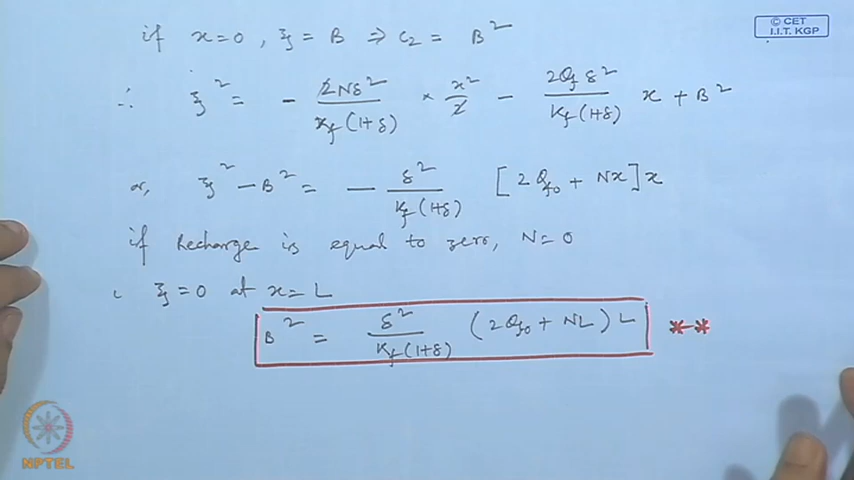 © CET
I.I.T. KGP
if x=0, ξ = B ⇒ C₂ = B²
∴ ξ² = - 2Nδ² / K_f(1+δ) × x²/2 - 2Q_f δ² / K_f(1+δ) x + B²
or, ξ² - B² = - δ² / K_f(1+δ) [2Q_fo + Nx]x
if Recharge is equal to zero, N=0
ξ=0 at x=L
B² = δ² / K_f(1+δ) (2Q_fo + NL) L **
NPTEL